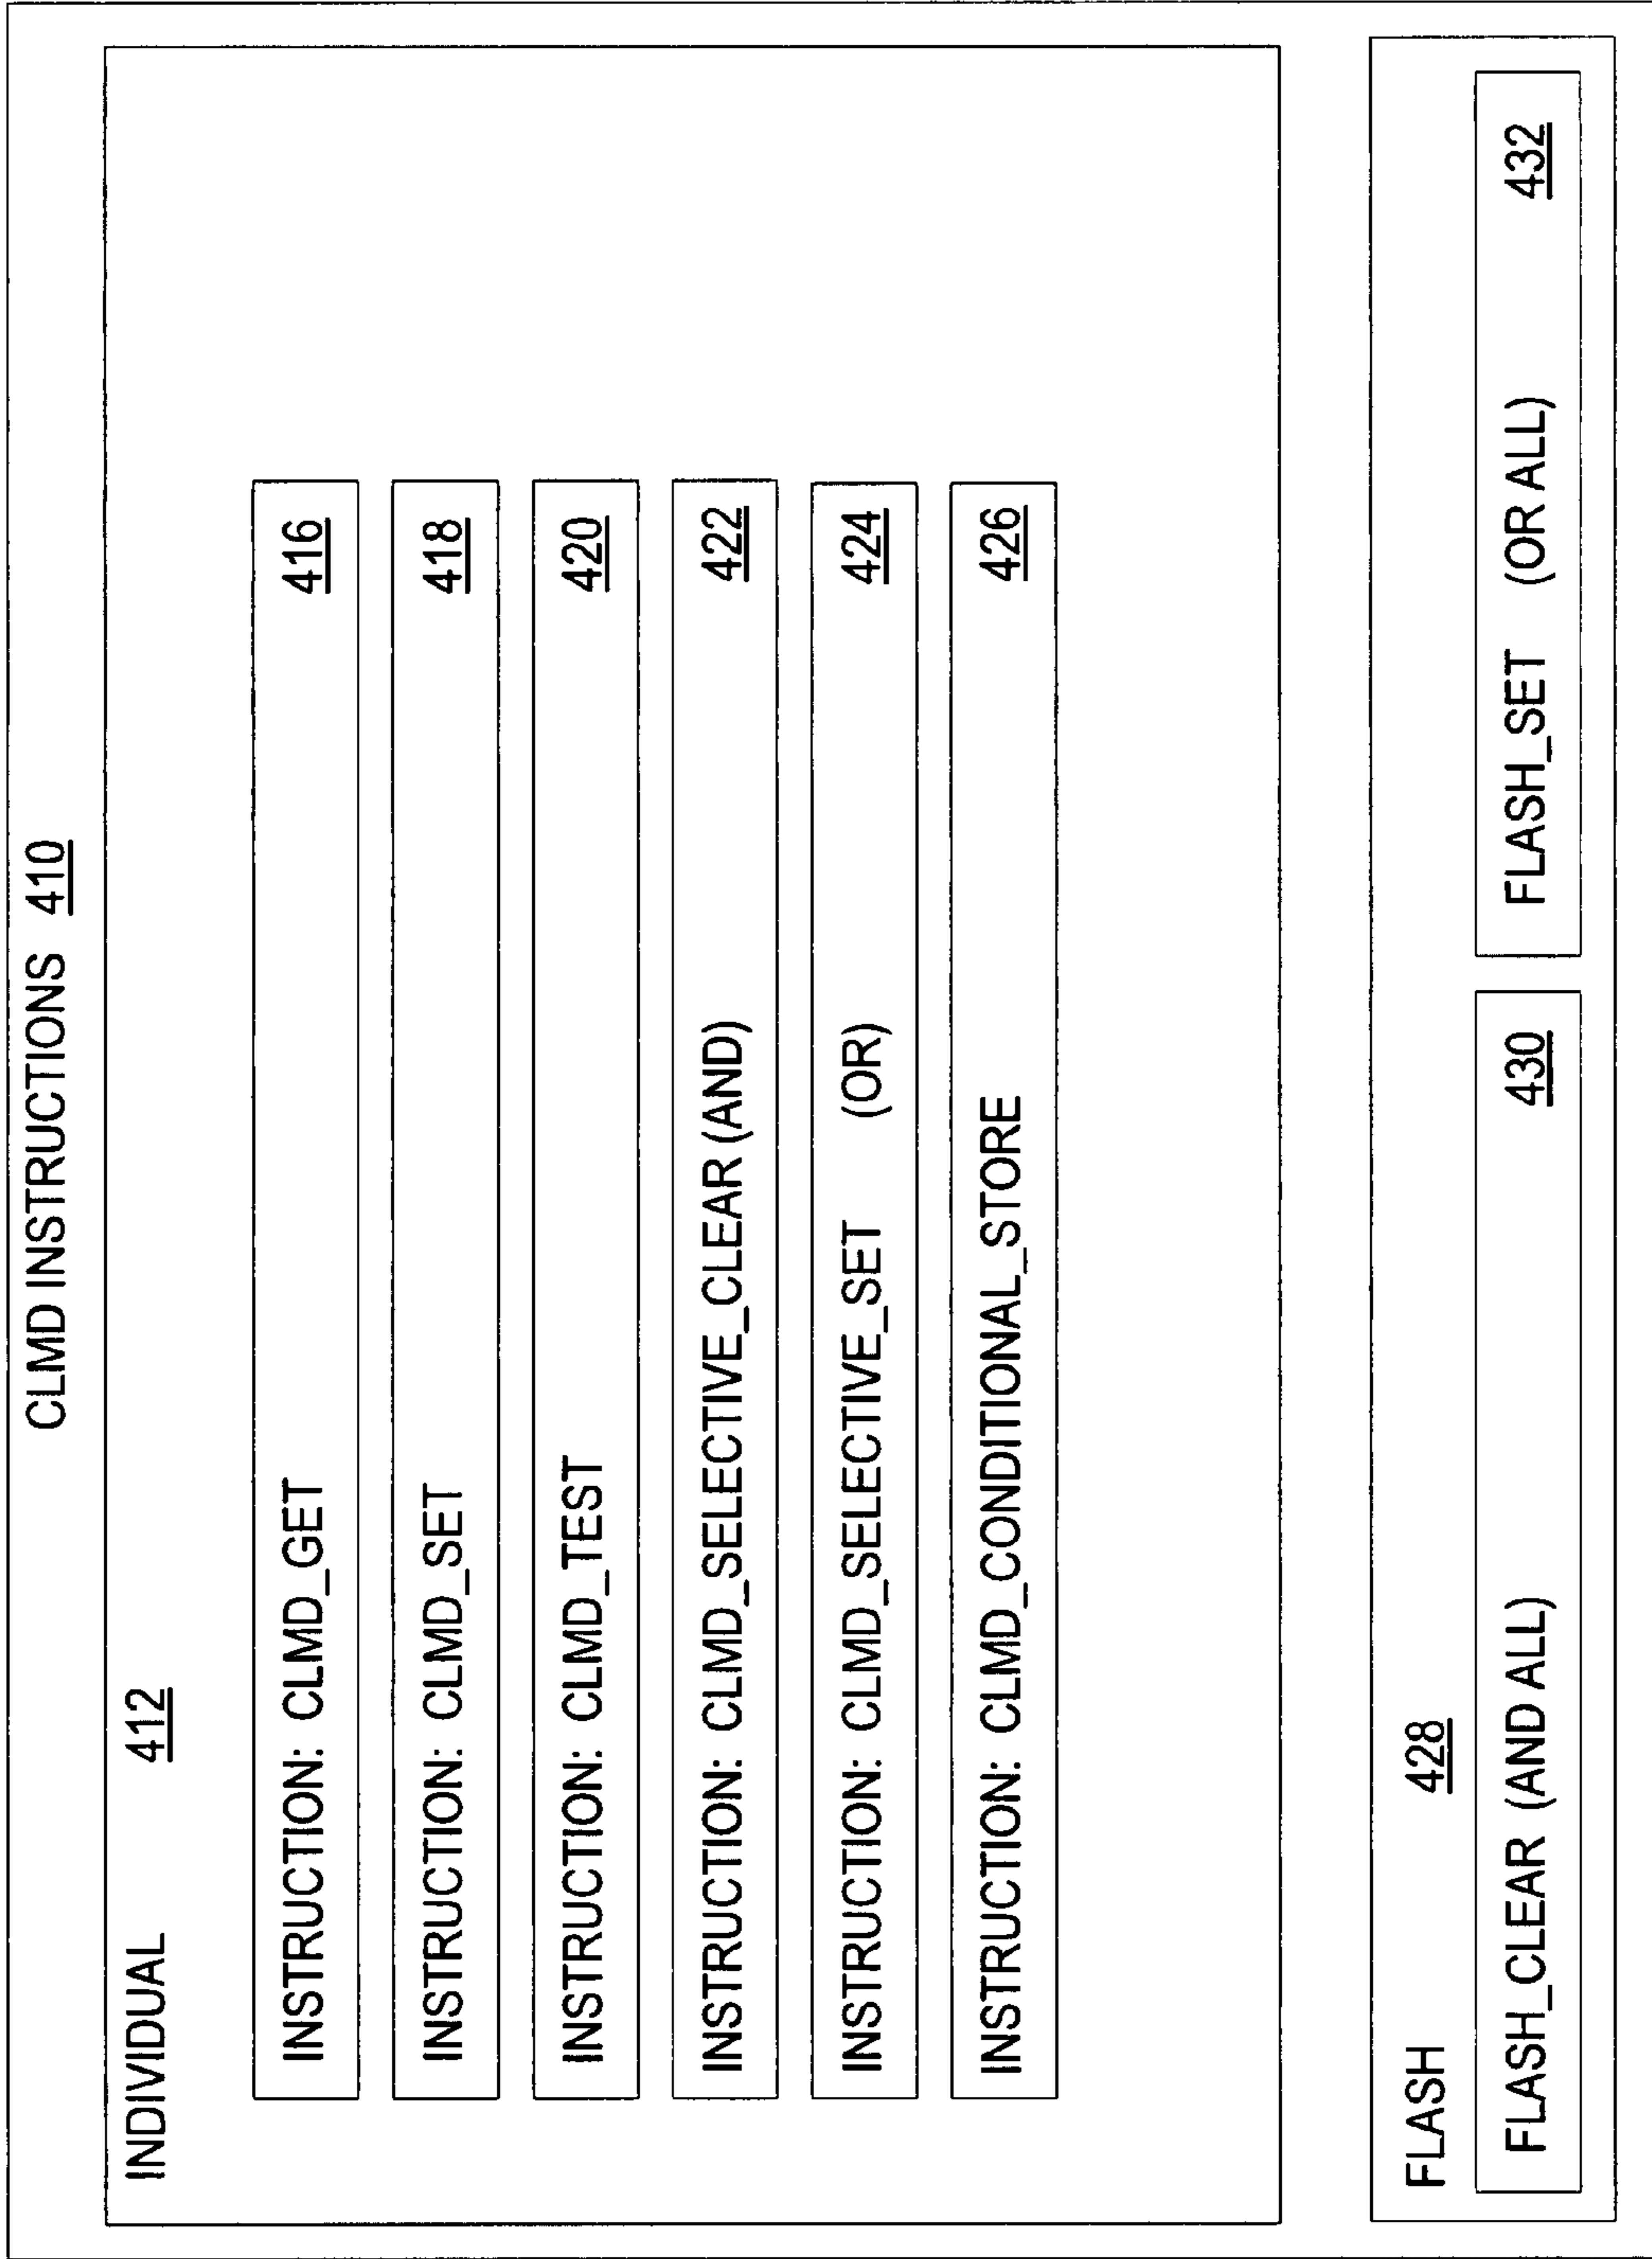 CLMD INSTRUCTIONS 410
INDIVIDUAL 412
INSTRUCTION: CLMD_GET 416
INSTRUCTION: CLMD_SET 418
INSTRUCTION: CLMD_TEST 420
INSTRUCTION: CLMD_SELECTIVE_CLEAR (AND) 422
INSTRUCTION: CLMD_SELECTIVE_SET (OR) 424
INSTRUCTION: CLMD_CONDITIONAL_STORE 426
FLASH 428
FLASH_CLEAR (AND ALL) 430
FLASH_SET (OR ALL) 432